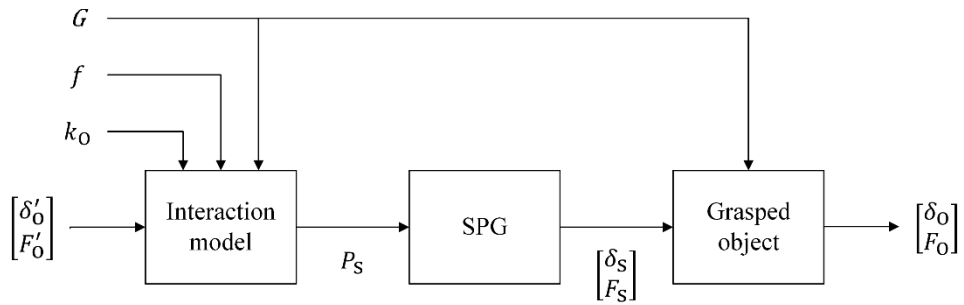 G
f
k_O
[δ′_O
F′_O]
Interaction
model
P_S
SPG
[δ_S
F_S]
Grasped
object
[δ_O
F_O]